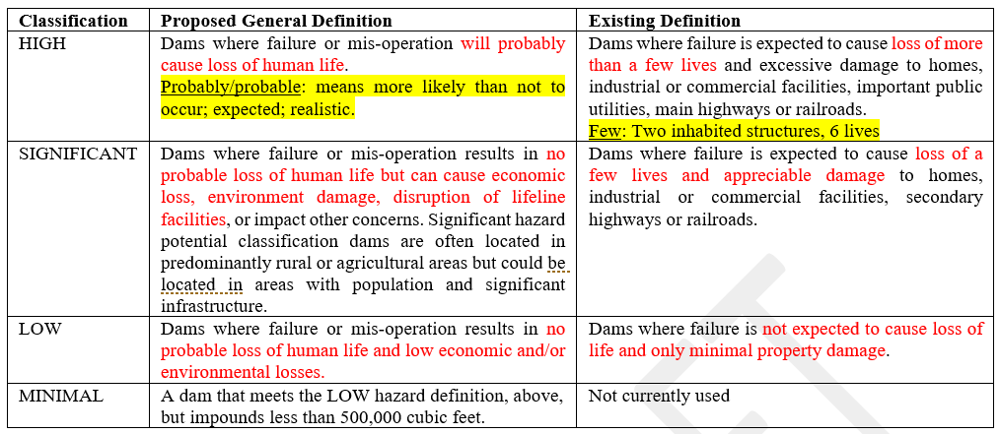 Classification Proposed General Definition Existing Definition
HIGH
Dams where failure or mis-operation will probably
cause loss of human life.
Probably/probable: means more likely than not to
occur; expected; realistic.
Dams where failure is expected to cause loss of more
than a few lives and excessive damage to homes,
industrial or commercial facilities, important public
utilities, main highways or railroads.
Few: Two inhabited structures, 6 lives
SIGNIFICANT
Dams where failure or mis-operation results in no
probable loss of human life but can cause economic
loss, environment damage, disruption of lifeline
facilities, or impact other concerns. Significant hazard
potential classification dams are often located in
predominantly rural or agricultural areas but could be
located in areas with population and significant
infrastructure.
Dams where failure is expected to cause loss of a
few lives and appreciable damage to homes,
industrial or commercial facilities, secondary
highways or railroads.
LOW
Dams where failure or mis-operation results in no
probable loss of human life and low economic and/or
environmental losses.
Dams where failure is not expected to cause loss of
life and only minimal property damage.
MINIMAL
A dam that meets the LOW hazard definition, above,
but impounds less than 500,000 cubic feet.
Not currently used